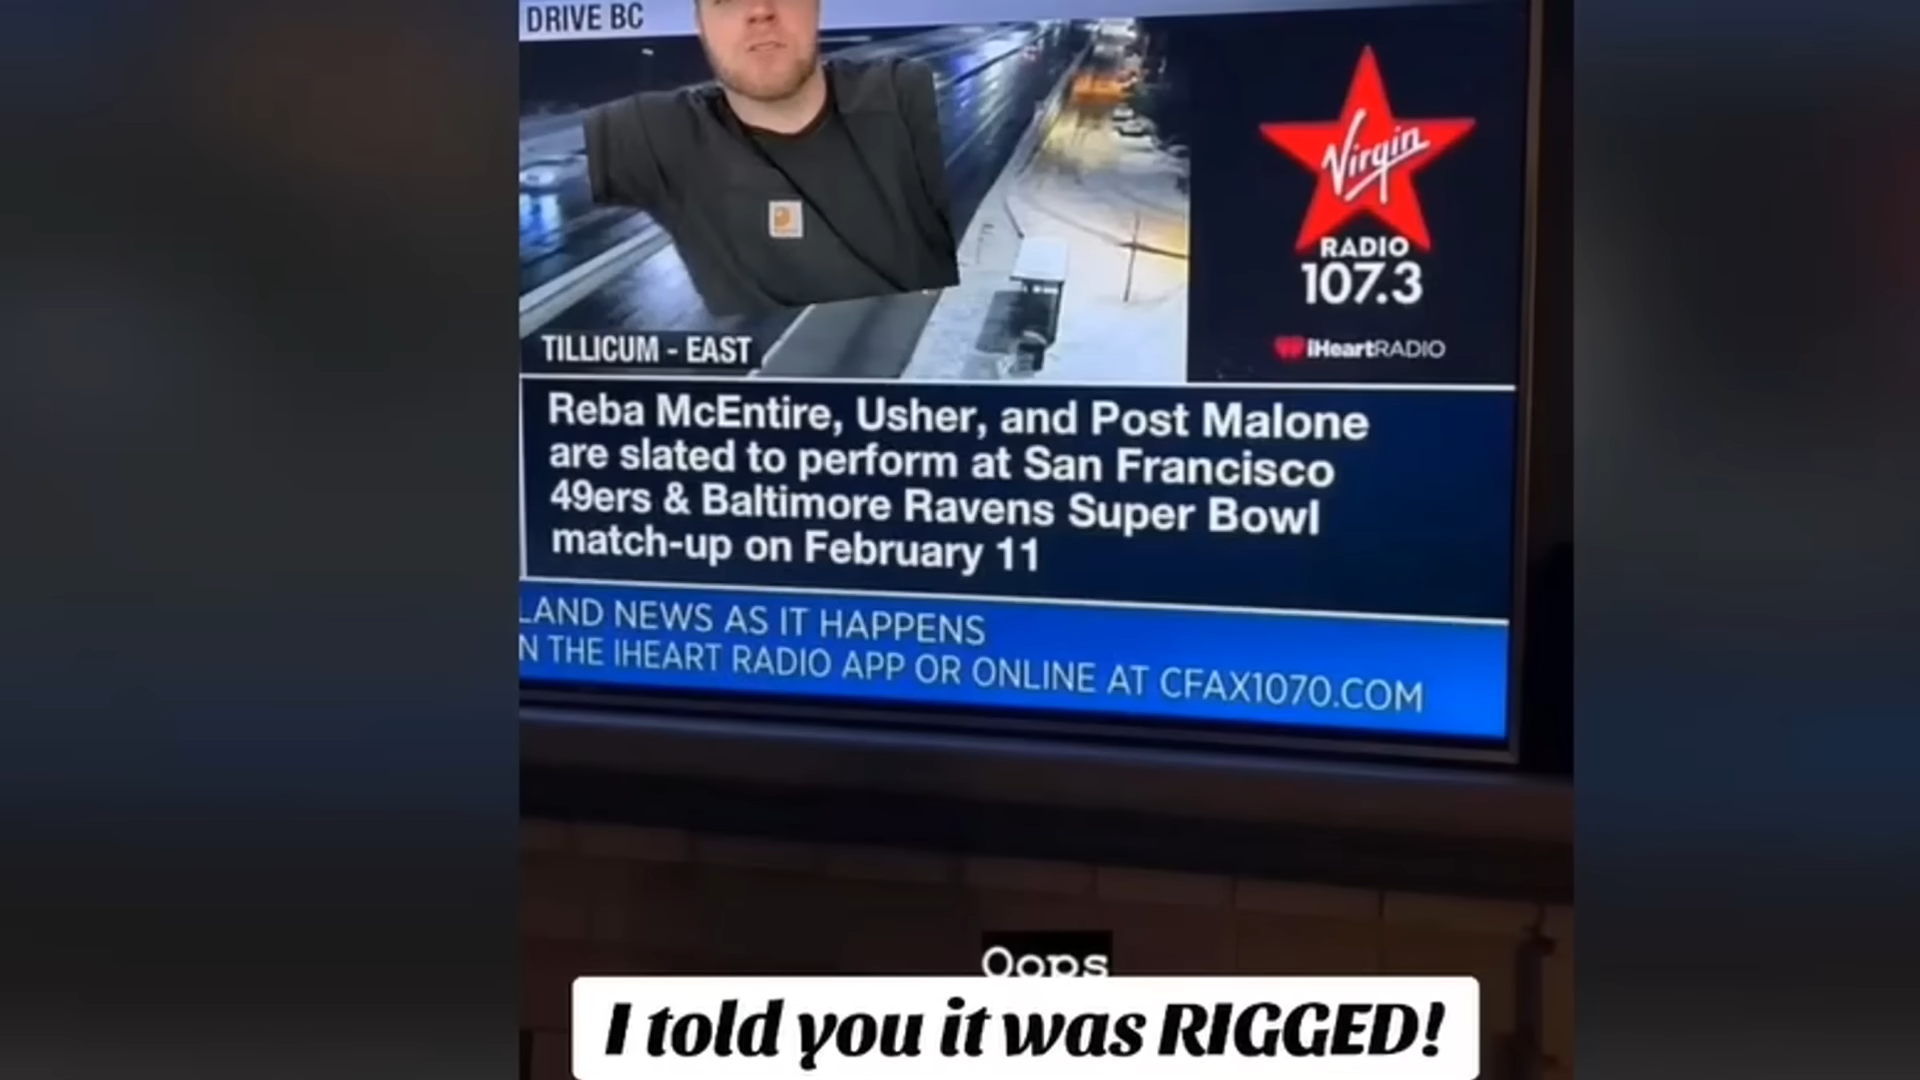 DRIVE BC
Virgin
RADIO
107.3
iHeartRADIO
TILLICUM - EAST
Reba McEntire, Usher, and Post Malone
are slated to perform at San Francisco
49ers & Baltimore Ravens Super Bowl
match-up on February 11
LAND NEWS AS IT HAPPENS
N THE IHEART RADIO APP OR ONLINE AT CFAX1070.COM
Oops
I told you it was RIGGED!